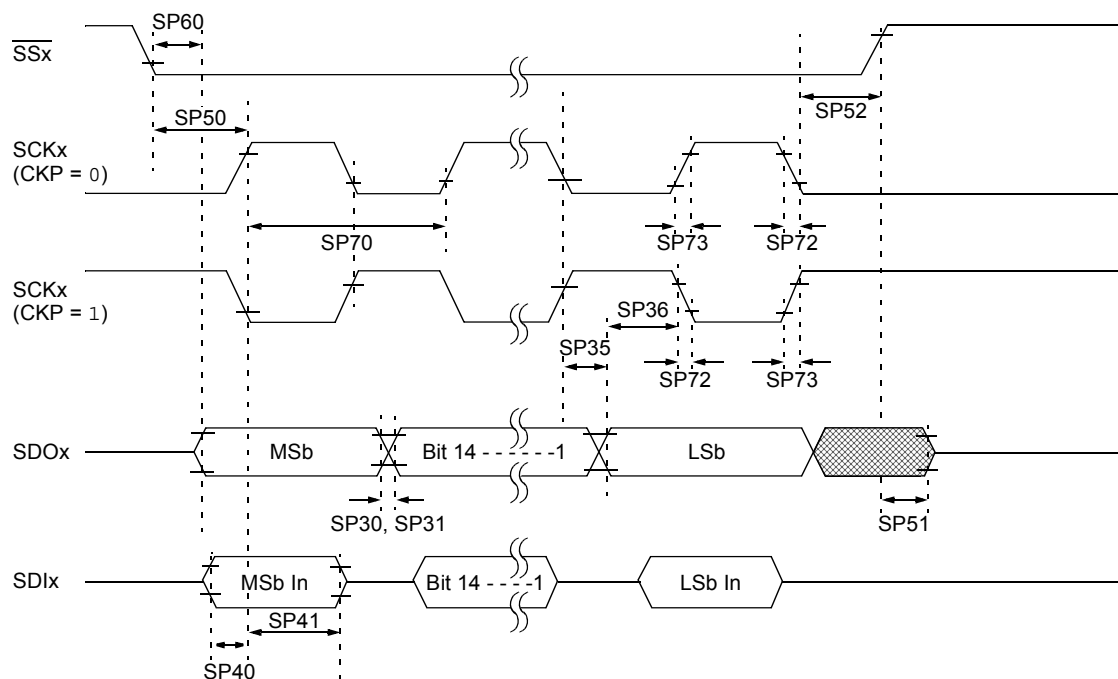 SP60
SSx
SP50
SP52
SCKx
(CKP = 0)
SP70
SP73
SP72
SCKx
(CKP = 1)
SP36
SP35
SP72
SP73
SDOx
MSb
Bit 14 - - - - - -1
LSb
SP30, SP31
SP51
SDIx
MSb In
Bit 14 - - - -1
LSb In
SP41
SP40